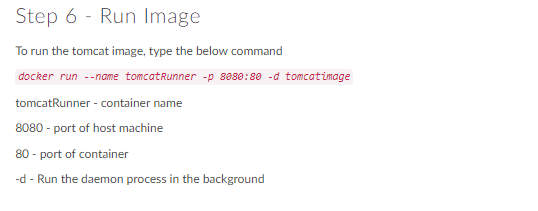 Step 6 - Run Image
To run the tomcat image, type the below command
docker run --name tomcatRunner -p 8080:80 -d tomcatimage
tomcatRunner - container name
8080 - port of host machine
80 - port of container
-d - Run the daemon process in the background